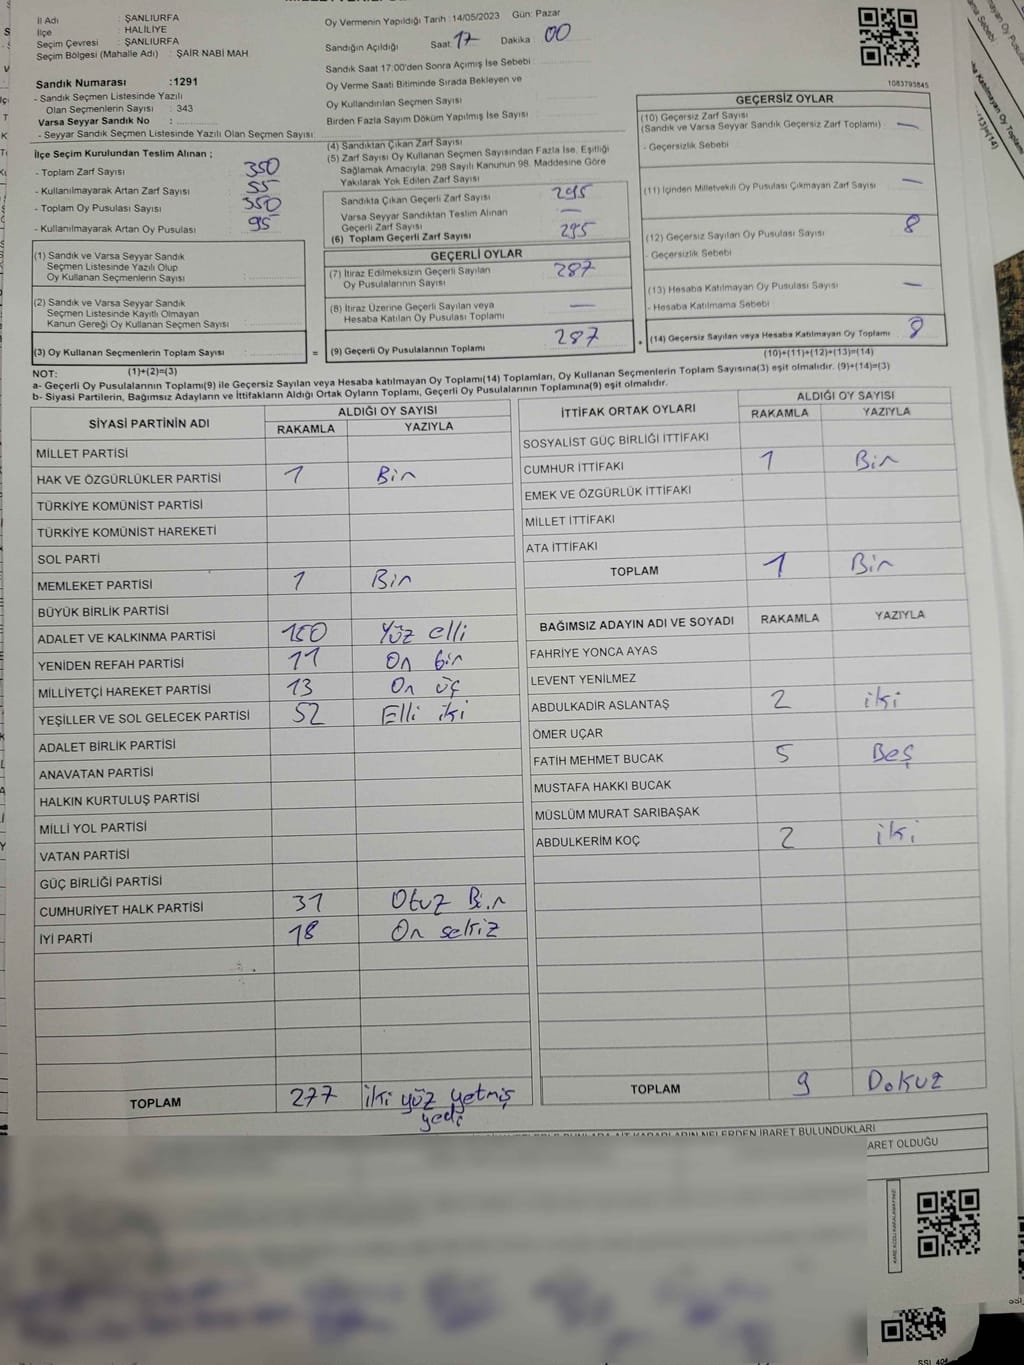 İl Adı : ŞANLIURFA
İlçe : HALİLİYE
Seçim Çevresi : ŞANLIURFA
Seçim Bölgesi (Mahalle Adı) : ŞAİR NABİ MAH
Sandık Numarası :1291
- Sandık Seçmen Listesinde Yazılı
Olan Seçmenlerin Sayısı : 343
Varsa Seyyar Sandık No :
- Seyyar Sandık Seçmen Listesinde Yazılı Olan Seçmen Sayısı:
Oy Vermenin Yapıldığı Tarih : 14/05/2023 Gün: Pazar
Sandığın Açıldığı Saat: 17 Dakika : 00
Sandık Saat 17:00'den Sonra Açımış İse Sebebi :
Oy Verme Saati Bitiminde Sırada Bekleyen ve
Oy Kullandırılan Seçmen Sayısı
Birden Fazla Sayım Döküm Yapılmış İse Sayısı :
1083793845
İlçe Seçim Kurulundan Teslim Alınan ;
- Toplam Zarf Sayısı : 350
- Kullanılmayarak Artan Zarf Sayısı : 55
- Toplam Oy Pusulası Sayısı : 350
- Kullanılmayarak Artan Oy Pusulası : 95
(1) Sandık ve Varsa Seyyar Sandık
Seçmen Listesinde Yazılı Olup
Oy Kullanan Seçmenlerin Sayısı :
(2) Sandık ve Varsa Seyyar Sandık
Seçmen Listesinde Kayıtlı Olmayan
Kanun Gereği Oy Kullanan Seçmen Sayısı :
(3) Oy Kullanan Seçmenlerin Toplam Sayısı :
(1)+(2)=(3)
(4) Sandıktan Çıkan Zarf Sayısı
(5) Zarf Sayısı Oy Kullanan Seçmen Sayısından Fazla İse, Eşitliği
Sağlamak Amacıyla, 298 Sayılı Kanunun 98. Maddesine Göre
Yakılarak Yok Edilen Zarf Sayısı
Sandıkta Çıkan Geçerli Zarf Sayısı 295
Varsa Seyyar Sandıktan Teslim Alınan
Geçerli Zarf Sayısı —
(6) Toplam Geçerli Zarf Sayısı 295
GEÇERLİ OYLAR
(7) İtiraz Edilmeksizin Geçerli Sayılan
Oy Pusulalarının Sayısı 287
(8) İtiraz Üzerine Geçerli Sayılan veya
Hesaba Katılan Oy Pusulası Toplamı —
= (9) Geçerli Oy Pusulalarının Toplamı 287
GEÇERSİZ OYLAR
(10) Geçersiz Zarf Sayısı
(Sandık ve Varsa Seyyar Sandık Geçersiz Zarf Toplamı) —
- Geçersizlik Sebebi
(11) İçinden Milletvekili Oy Pusulası Çıkmayan Zarf Sayısı —
(12) Geçersiz Sayılan Oy Pusulası Sayısı 8
- Geçersizlik Sebebi
(13) Hesaba Katılmayan Oy Pusulası Sayısı —
- Hesaba Katılmama Sebebi
+ (14) Geçersiz Sayılan veya Hesaba Katılmayan Oy Toplamı 8
(10)+(11)+(12)+(13)=(14)
NOT:
a- Geçerli Oy Pusulalarının Toplamı(9) ile Geçersiz Sayılan veya Hesaba katılmayan Oy Toplamı(14) Toplamları, Oy Kullanan Seçmenlerin Toplam Sayısına(3) eşit olmalıdır. (9)+(14)=(3)
b- Siyasi Partilerin, Bağımsız Adayların ve İttifakların Aldığı Ortak Oyların Toplamı, Geçerli Oy Pusulalarının Toplamına(9) eşit olmalıdır.
SİYASİ PARTİNİN ADI ALDIĞI OY SAYISI
RAKAMLA YAZIYLA
MİLLET PARTİSİ
HAK VE ÖZGÜRLÜKLER PARTİSİ 1 Bir
TÜRKİYE KOMÜNİST PARTİSİ
TÜRKİYE KOMÜNİST HAREKETİ
SOL PARTİ
MEMLEKET PARTİSİ 1 Bir
BÜYÜK BİRLİK PARTİSİ
ADALET VE KALKINMA PARTİSİ 150 Yüz elli
YENİDEN REFAH PARTİSİ 11 On bir
MİLLİYETÇİ HAREKET PARTİSİ 13 On üç
YEŞİLLER VE SOL GELECEK PARTİSİ 52 Elli iki
ADALET BİRLİK PARTİSİ
ANAVATAN PARTİSİ
HALKIN KURTULUŞ PARTİSİ
MİLLİ YOL PARTİSİ
VATAN PARTİSİ
GÜÇ BİRLİĞİ PARTİSİ
CUMHURİYET HALK PARTİSİ 31 Otuz Bir
İYİ PARTİ 18 On sekiz
TOPLAM 277 iki yüz yetmiş
yedi
İTTİFAK ORTAK OYLARI ALDIĞI OY SAYISI
RAKAMLA YAZIYLA
SOSYALİST GÜÇ BİRLİĞİ İTTİFAKI
CUMHUR İTTİFAKI 1 Bir
EMEK VE ÖZGÜRLÜK İTTİFAKI
MİLLET İTTİFAKI
ATA İTTİFAKI
TOPLAM 1 Bir
BAĞIMSIZ ADAYIN ADI VE SOYADI RAKAMLA YAZIYLA
FAHRİYE YONCA AYAS
LEVENT YENİLMEZ
ABDULKADİR ASLANTAŞ 2 iki
ÖMER UÇAR
FATİH MEHMET BUCAK 5 Beş
MUSTAFA HAKKI BUCAK
MÜSLÜM MURAT SARIBAŞAK
ABDULKERİM KOÇ 2 iki
TOPLAM 9 Dokuz
NELERDEN İBARET BULUNDUKLARI
ARET OLDUĞU